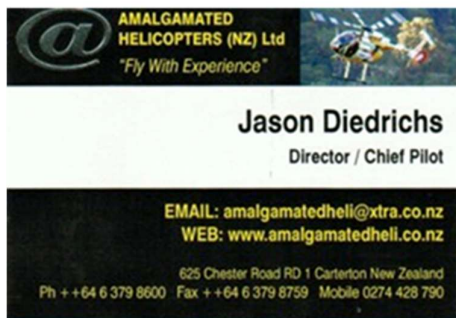 AMALGAMATED
HELICOPTERS (NZ) Ltd
"Fly With Experience"
Jason Diedrichs
Director / Chief Pilot
EMAIL: amalgamatedheli@xtra.co.nz
WEB: www.amalgamatedheli.co.nz
625 Chester Road RD 1 Carterton New Zealand
Ph ++64 6 379 8600 Fax ++64 6 379 8759 Mobile 0274 428 790